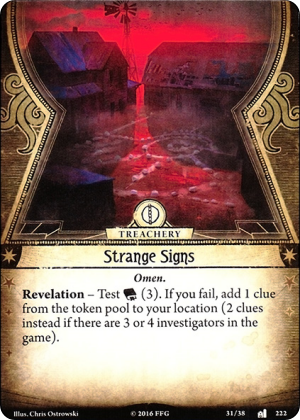 TREACHERY
Strange Signs
Omen.
Revelation – Test (3). If you fail, add 1 clue
from the token pool to your location (2 clues
instead if there are 3 or 4 investigators in the
game).
Illus. Chris Ostrowski © 2016 FFG 31/38 222